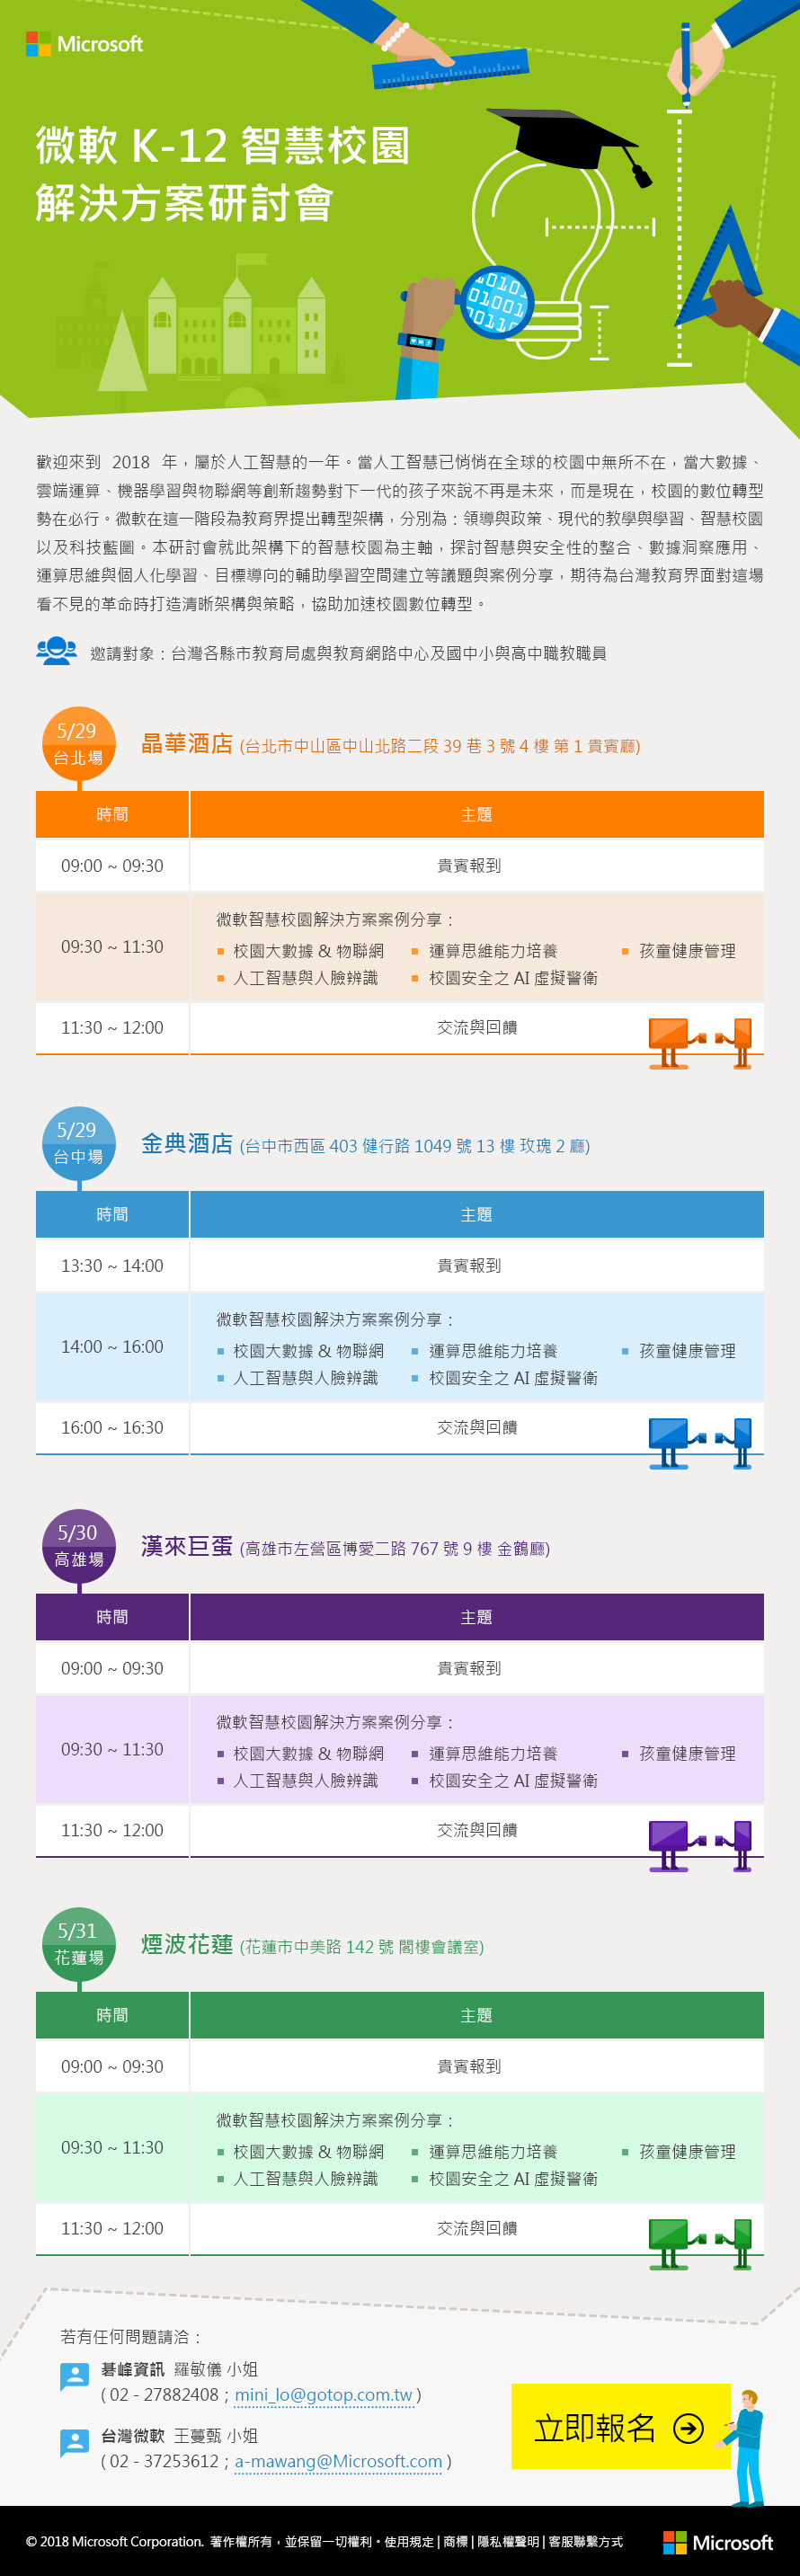 Microsoft
微軟 K-12 智慧校園
解決方案研討會
0101
01001
0110
歡迎來到 2018 年，屬於人工智慧的一年。當人工智慧已悄悄在全球的校園中無所不在，當大數據、
雲端運算、機器學習與物聯網等創新趨勢對下一代的孩子來說不再是未來，而是現在，校園的數位轉型
勢在必行。微軟在這一階段為教育界提出轉型架構，分別為：領導與政策、現代的教學與學習、智慧校園
以及科技藍圖。本研討會就此架構下的智慧校園為主軸，探討智慧與安全性的整合、數據洞察應用、
運算思維與個人化學習、目標導向的輔助學習空間建立等議題與案例分享，期待為台灣教育界面對這場
看不見的革命時打造清晰架構與策略，協助加速校園數位轉型。
邀請對象：台灣各縣市教育局處與教育網路中心及國中小與高中職教職員
5/29
台北場
晶華酒店 (台北市中山區中山北路二段 39 巷 3 號 4 樓 第 1 貴賓廳)
時間 主題
09:00 ~ 09:30 貴賓報到
微軟智慧校園解決方案案例分享：
09:30 ~ 11:30
校園大數據 & 物聯網 運算思維能力培養 孩童健康管理
人工智慧與人臉辨識 校園安全之 AI 虛擬警衛
11:30 ~ 12:00 交流與回饋
5/29
台中場
金典酒店 (台中市西區 403 健行路 1049 號 13 樓 玫瑰 2 廳)
時間 主題
13:30 ~ 14:00 貴賓報到
微軟智慧校園解決方案案例分享：
14:00 ~ 16:00
校園大數據 & 物聯網 運算思維能力培養 孩童健康管理
人工智慧與人臉辨識 校園安全之 AI 虛擬警衛
16:00 ~ 16:30 交流與回饋
5/30
高雄場
漢來巨蛋 (高雄市左營區博愛二路 767 號 9 樓 金鶴廳)
時間 主題
09:00 ~ 09:30 貴賓報到
微軟智慧校園解決方案案例分享：
09:30 ~ 11:30
校園大數據 & 物聯網 運算思維能力培養 孩童健康管理
人工智慧與人臉辨識 校園安全之 AI 虛擬警衛
11:30 ~ 12:00 交流與回饋
5/31
花蓮場
煙波花蓮 (花蓮市中美路 142 號 閣樓會議室)
時間 主題
09:00 ~ 09:30 貴賓報到
微軟智慧校園解決方案案例分享：
09:30 ~ 11:30
校園大數據 & 物聯網 運算思維能力培養 孩童健康管理
人工智慧與人臉辨識 校園安全之 AI 虛擬警衛
11:30 ~ 12:00 交流與回饋
若有任何問題請洽：
碁峰資訊 羅敏儀 小姐
( 02 - 27882408；mini_lo@gotop.com.tw )
台灣微軟 王蔓甄 小姐
( 02 - 37253612；a-mawang@Microsoft.com )
立即報名
© 2018 Microsoft Corporation. 著作權所有，並保留一切權利。使用規定 | 商標 | 隱私權聲明 | 客服聯繫方式
Microsoft